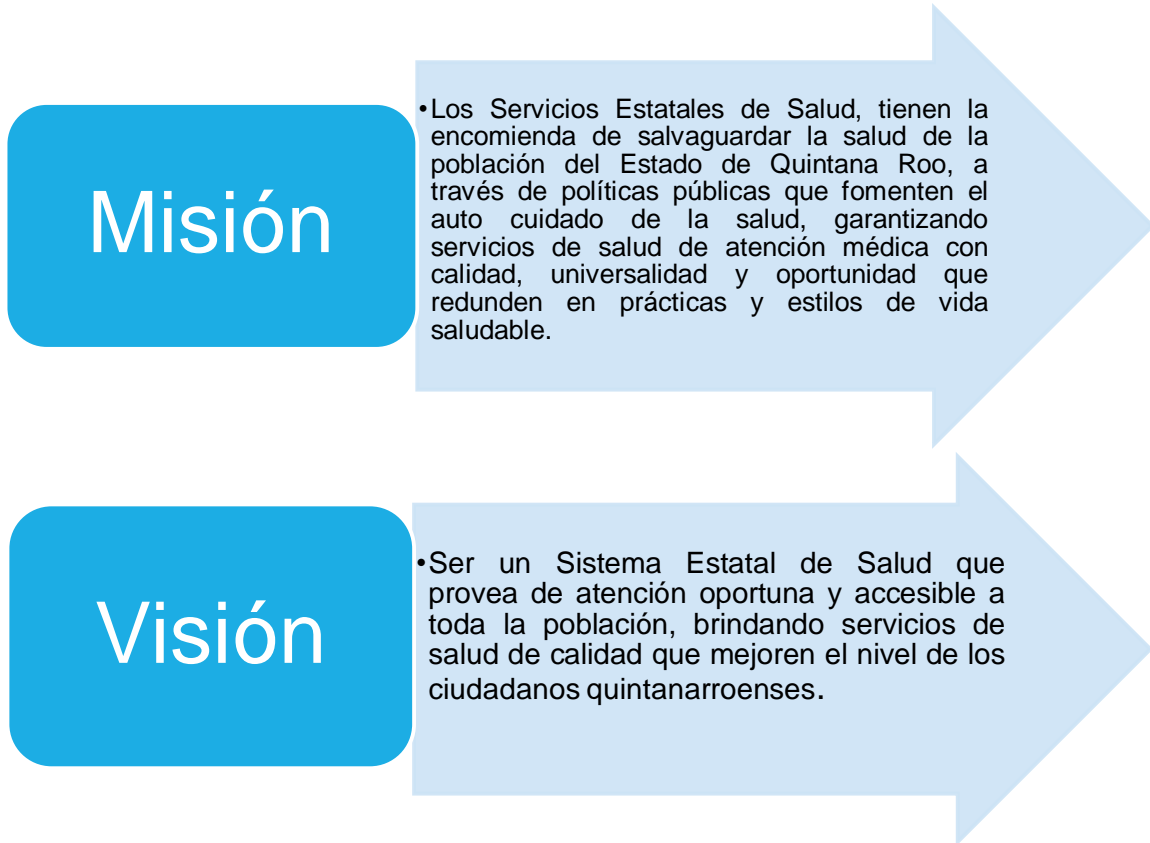 Misión
•Los Servicios Estatales de Salud, tienen la
encomienda de salvaguardar la salud de la
población del Estado de Quintana Roo, a
través de políticas públicas que fomenten el
auto cuidado de la salud, garantizando
servicios de salud de atención médica con
calidad, universalidad y oportunidad que
redunden en prácticas y estilos de vida
saludable.
Visión
•Ser un Sistema Estatal de Salud que
provea de atención oportuna y accesible a
toda la población, brindando servicios de
salud de calidad que mejoren el nivel de los
ciudadanos quintanarroenses.